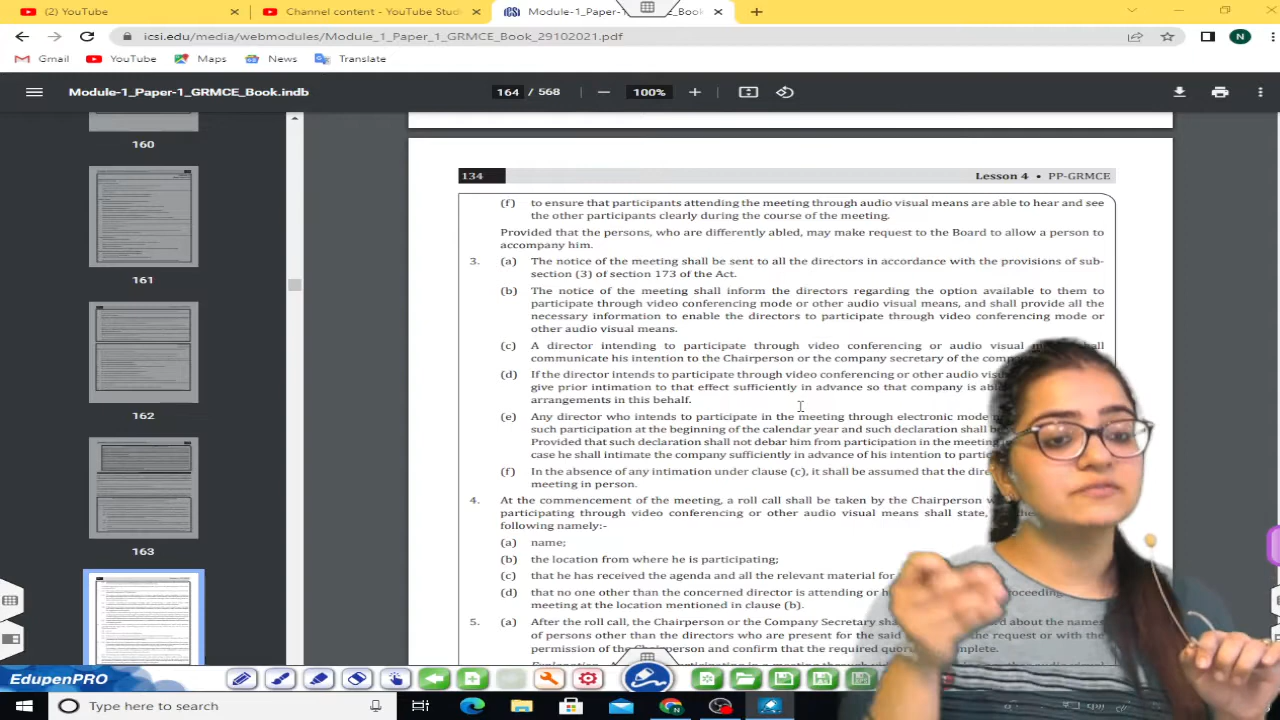 (2) YouTube
Channel content - YouTube Stud
ICSI Module-1_Paper-1_GRMCE_Book
icsi.edu/media/webmodules/Module_1_Paper_1_GRMCE_Book_29102021.pdf
N
Gmail YouTube Maps News Translate
Module-1_Paper-1_GRMCE_Book.indb
164 / 568 100%
160
161
162
163
134 Lesson 4 • PP-GRMCE
(f) to ensure that participants attending the meeting through audio visual means are able to hear and see
the other participants clearly during the course of the meeting.
Provided that the persons, who are differently abled, may make request to the Board to allow a person to
accompany him.
3. (a) The notice of the meeting shall be sent to all the directors in accordance with the provisions of sub-
section (3) of section 173 of the Act.
(b) The notice of the meeting shall inform the directors regarding the option available to them to
participate through video conferencing mode or other audio visual means, and shall provide all the
necessary information to enable the directors to participate through video conferencing mode or
other audio visual means.
(c) A director intending to participate through video conferencing or audio visual
communicate his intention to the Chairperson or the company secretary of the
(d) If the director intends to participate through video conferencing or other audio
give prior intimation to that effect sufficiently in advance so that company is
arrangements in this behalf.
(e) Any director who intends to participate in the meeting through electronic mode
such participation at the beginning of the calendar year and such declaration shall
Provided that such declaration shall not debar him from participation in the meeting
case he shall intimate the company sufficiently in advance of his intention to
(f) In the absence of any intimation under clause (c), it shall be assumed that the
meeting in person.
4. At the commencement of the meeting, a roll call shall be taken by the Chairperson
participating through video conferencing or other audio visual means shall state,
following namely:-
(a) name;
(b) the location from where he is participating;
(c) that he has received the agenda and all the relevant material for
(d) that no one other than the concerned director is attending or
meeting at the location mentioned in clause (b).
5. (a) After the roll call, the Chairperson or the Company Secretary about the names
of persons other than the directors who are present for the said request or with the
permission of the Chairperson and confirm that the required
EdupenPRO
Type here to search